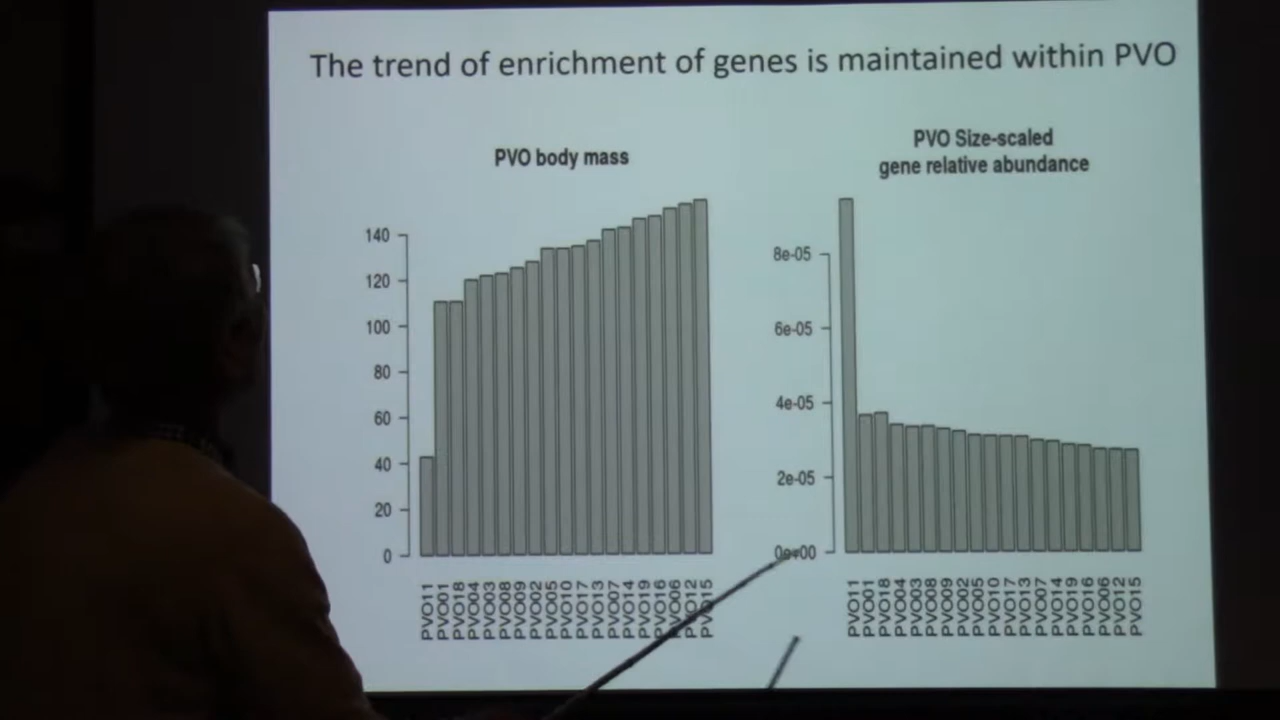 The trend of enrichment of genes is maintained within PVO
PVO body mass
140
120
100
80
60
40
20
0
PVO11
PVO01
PVO18
PVO04
PVO03
PVO08
PVO09
PVO02
PVO05
PVO10
PVO17
PVO13
PVO07
PVO14
PVO19
PVO16
PVO06
PVO12
PVO15
PVO Size-scaled
gene relative abundance
8e-05
6e-05
4e-05
2e-05
0e+00
PVO11
PVO01
PVO18
PVO04
PVO03
PVO08
PVO09
PVO02
PVO05
PVO10
PVO17
PVO13
PVO07
PVO14
PVO19
PVO16
PVO06
PVO12
PVO15